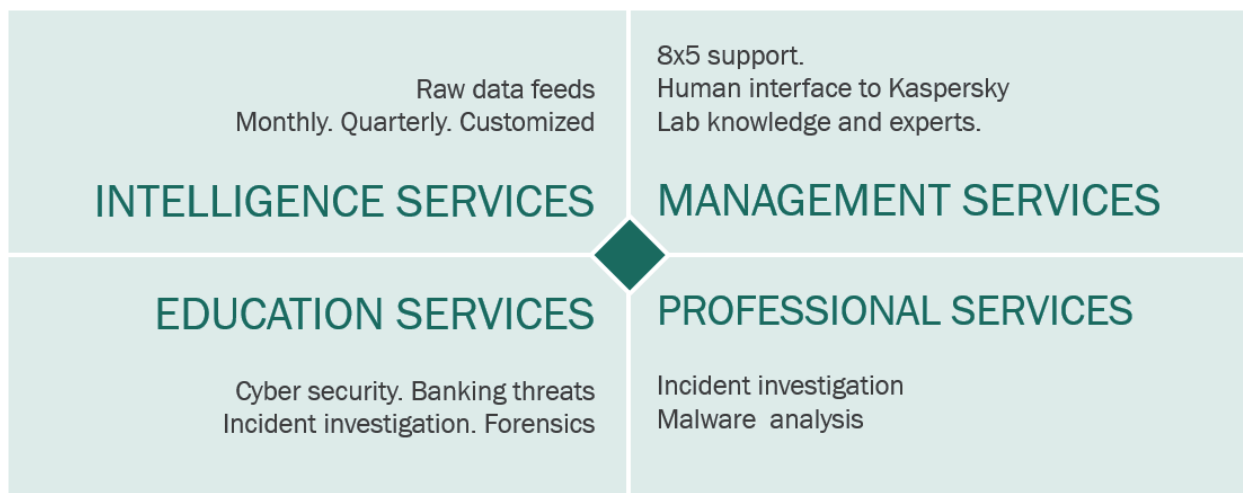 Raw data feeds
Monthly. Quarterly. Customized
INTELLIGENCE SERVICES
8x5 support.
Human interface to Kaspersky
Lab knowledge and experts.
MANAGEMENT SERVICES
EDUCATION SERVICES
Cyber security. Banking threats
Incident investigation. Forensics
PROFESSIONAL SERVICES
Incident investigation
Malware  analysis